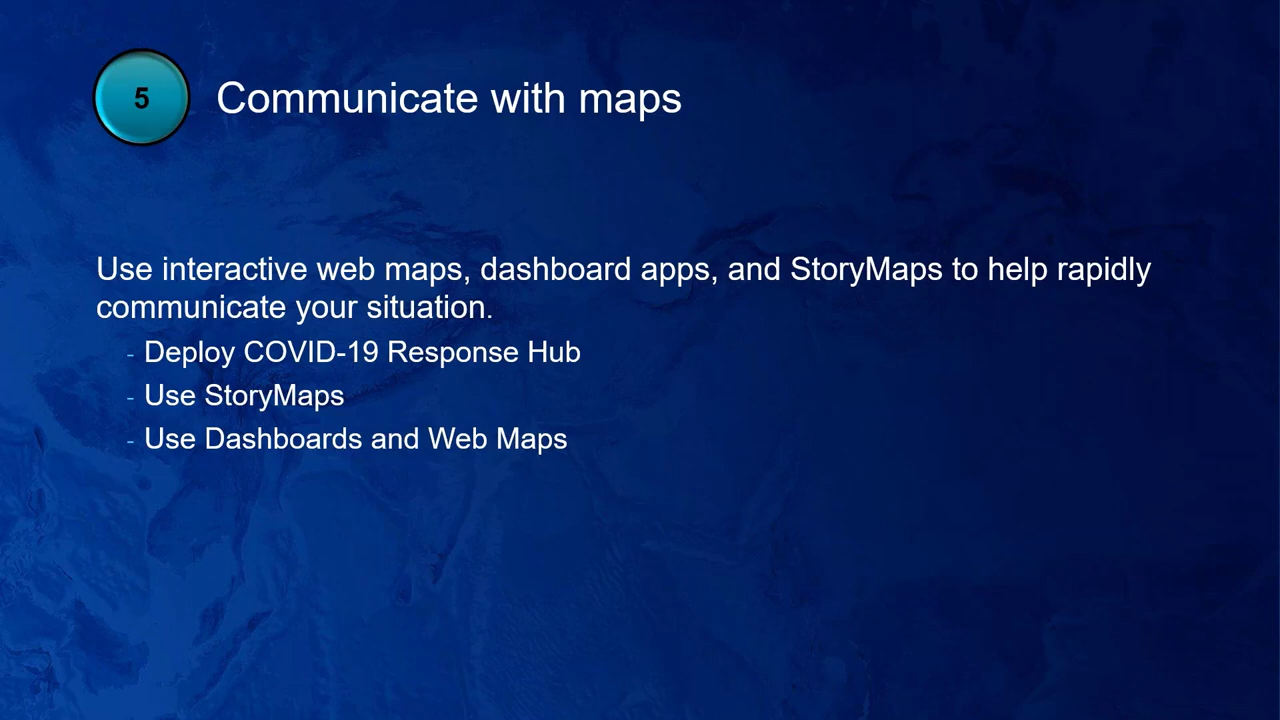 5
Communicate with maps
Use interactive web maps, dashboard apps, and StoryMaps to help rapidly
communicate your situation.
- Deploy COVID-19 Response Hub
- Use StoryMaps
- Use Dashboards and Web Maps